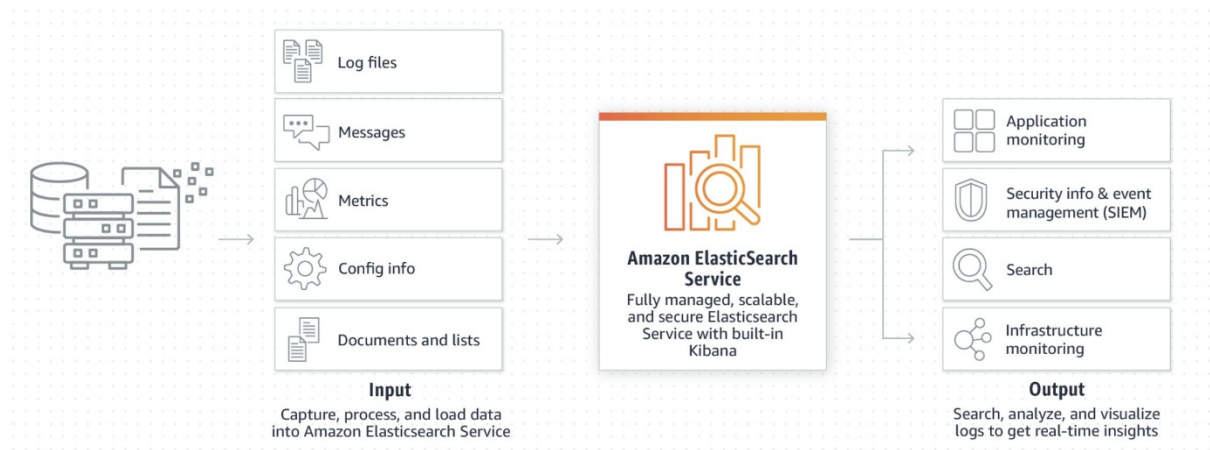 Log files
Messages
Metrics
Config info
Documents and lists
Input
Capture, process, and load data
into Amazon Elasticsearch Service
Amazon ElasticSearch
Service
Fully managed, scalable,
and secure Elasticsearch
Service with built-in
Kibana
Application
monitoring
Security info & event
management (SIEM)
Search
Infrastructure
monitoring
Output
Search, analyze, and visualize
logs to get real-time insights